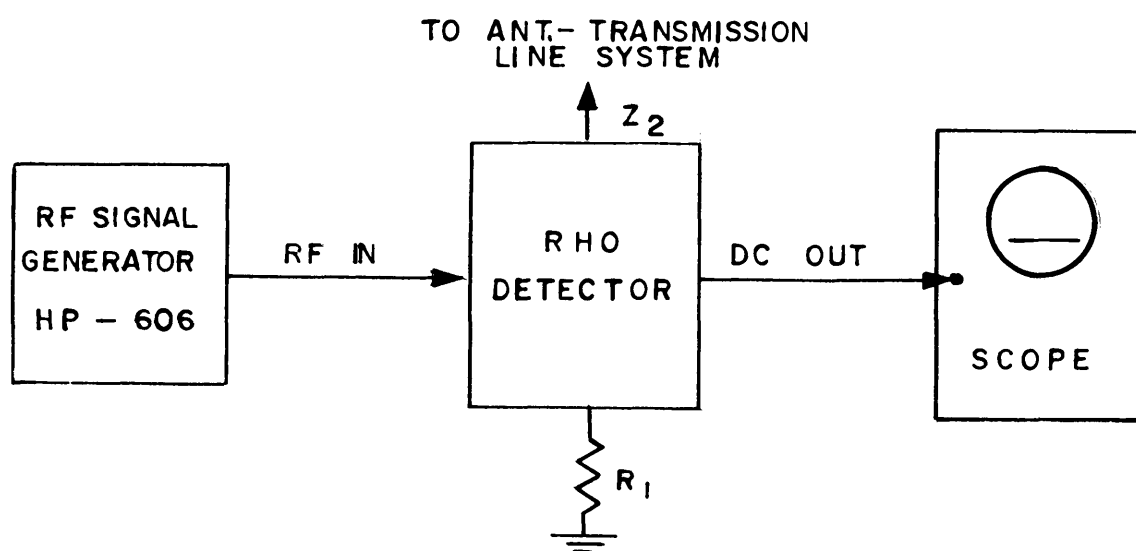 TO ANT.- TRANSMISSION
LINE SYSTEM
Z2
RF SIGNAL
GENERATOR
HP - 606
RF IN
RHO
DETECTOR
DC OUT
SCOPE
R1